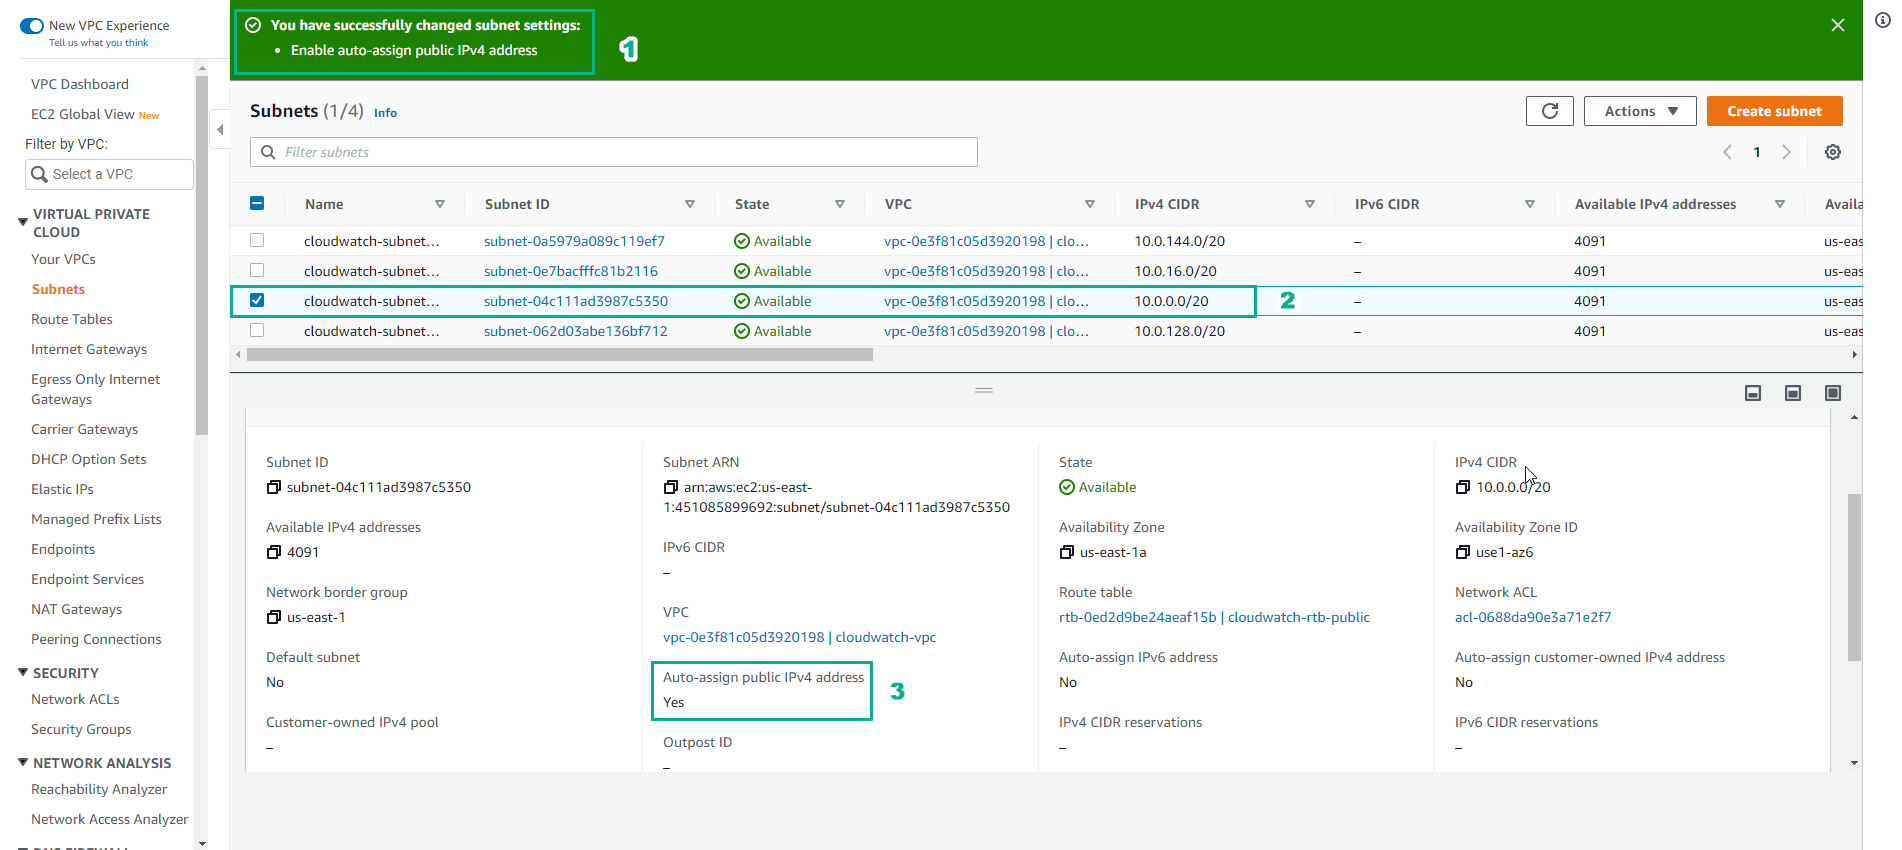 New VPC Experience
Tell us what you think
VPC Dashboard
EC2 Global View New
Filter by VPC:
Select a VPC
VIRTUAL PRIVATE
CLOUD
Your VPCs
Subnets
Route Tables
Internet Gateways
Egress Only Internet
Gateways
Carrier Gateways
DHCP Option Sets
Elastic IPs
Managed Prefix Lists
Endpoints
Endpoint Services
NAT Gateways
Peering Connections
SECURITY
Network ACLs
Security Groups
NETWORK ANALYSIS
Reachability Analyzer
Network Access Analyzer
DNS FIREWALL
You have successfully changed subnet settings:
• Enable auto-assign public IPv4 address
1
Subnets (1/4) Info
Actions
Create subnet
Filter subnets
1
Name Subnet ID State VPC IPv4 CIDR IPv6 CIDR Available IPv4 addresses Availa
cloudwatch-subnet... subnet-0a5979a089c119ef7 Available vpc-0e3f81c05d3920198 | clo... 10.0.144.0/20 – 4091 us-eas
cloudwatch-subnet... subnet-0e7bacfffc81b2116 Available vpc-0e3f81c05d3920198 | clo... 10.0.16.0/20 – 4091 us-eas
cloudwatch-subnet... subnet-04c111ad3987c5350 Available vpc-0e3f81c05d3920198 | clo... 10.0.0.0/20 2 – 4091 us-eas
cloudwatch-subnet... subnet-062d03abe136bf712 Available vpc-0e3f81c05d3920198 | clo... 10.0.128.0/20 – 4091 us-eas
Subnet ID
subnet-04c111ad3987c5350
Available IPv4 addresses
4091
Network border group
us-east-1
Default subnet
No
Customer-owned IPv4 pool
–
Subnet ARN
arn:aws:ec2:us-east-
1:451085899692:subnet/subnet-04c111ad3987c5350
IPv6 CIDR
–
VPC
vpc-0e3f81c05d3920198 | cloudwatch-vpc
Auto-assign public IPv4 address
Yes
3
Outpost ID
–
State
Available
Availability Zone
us-east-1a
Route table
rtb-0ed2d9be24aeaf15b | cloudwatch-rtb-public
Auto-assign IPv6 address
No
IPv4 CIDR reservations
–
IPv4 CIDR
10.0.0.0/20
Availability Zone ID
use1-az6
Network ACL
acl-0688da90e3a71e2f7
Auto-assign customer-owned IPv4 address
No
IPv6 CIDR reservations
–